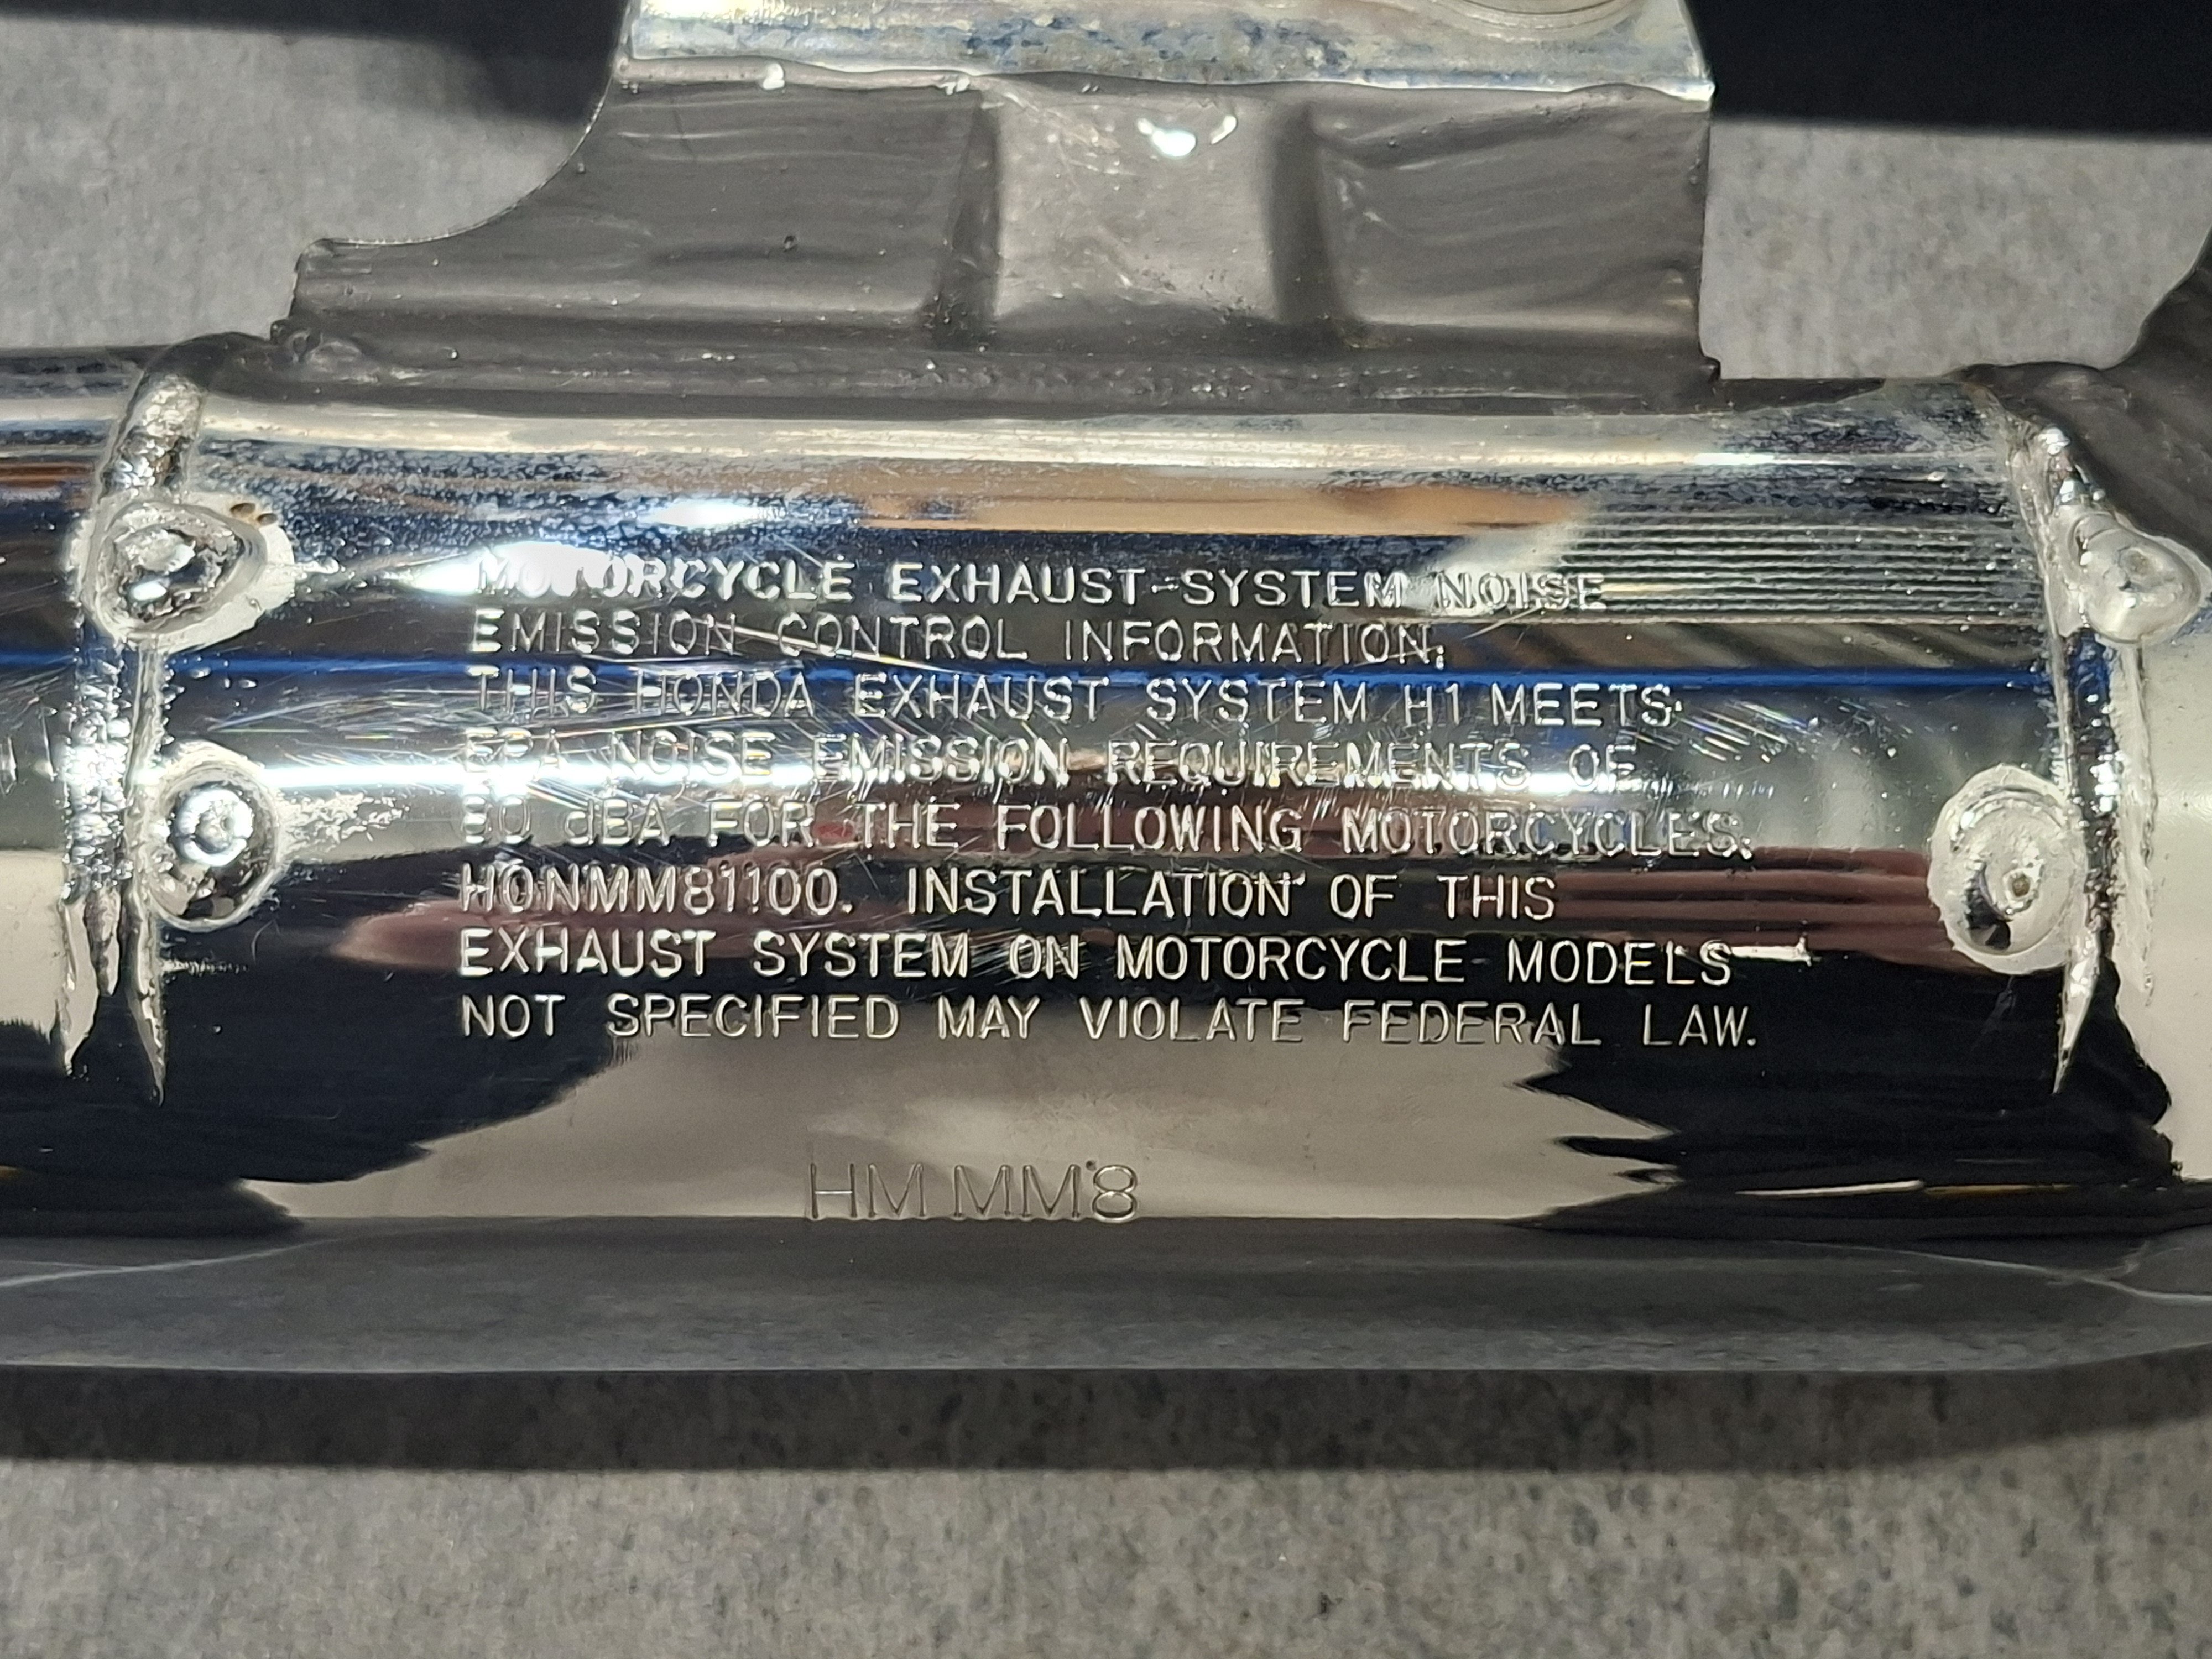 MOTORCYCLE EXHAUST-SYSTEM NOISE
EMISSION CONTROL INFORMATION;
THIS HONDA EXHAUST SYSTEM H1 MEETS
EPA NOISE EMISSION REQUIREMENTS OF
80 dBA FOR THE FOLLOWING MOTORCYCLES.
HONMM81100. INSTALLATION OF THIS
EXHAUST SYSTEM ON MOTORCYCLE MODELS
NOT SPECIFIED MAY VIOLATE FEDERAL LAW.
HM MM8